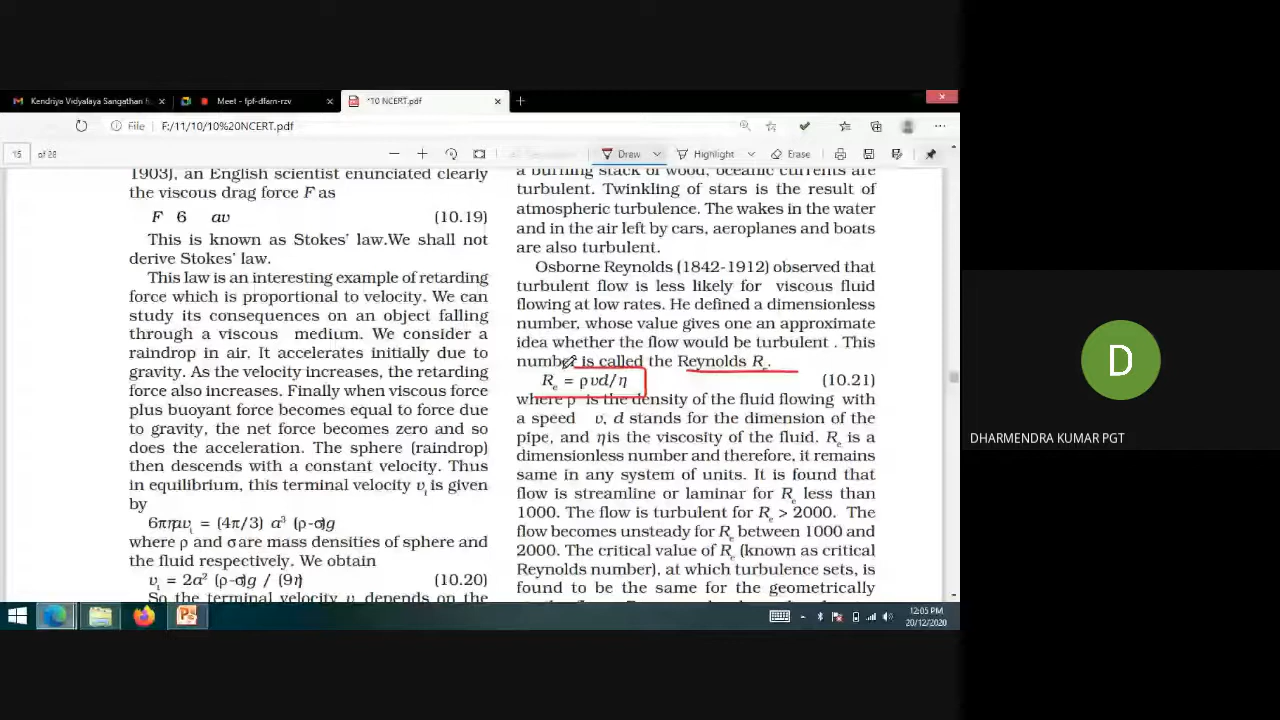 Kendriya Vidyalaya Sangathan fi
Meet - fpf-dfam-rzv
*10 NCERT.pdf
File F:/11/10/10%20NCERT.pdf
15 of 28
Draw Highlight Erase
1903), an English scientist enunciated clearly
the viscous drag force F as
F 6 av (10.19)
This is known as Stokes' law.We shall not
derive Stokes' law.
This law is an interesting example of retarding
force which is proportional to velocity. We can
study its consequences on an object falling
through a viscous medium. We consider a
raindrop in air. It accelerates initially due to
gravity. As the velocity increases, the retarding
force also increases. Finally when viscous force
plus buoyant force becomes equal to force due
to gravity, the net force becomes zero and so
does the acceleration. The sphere (raindrop)
then descends with a constant velocity. Thus
in equilibrium, this terminal velocity vt is given
by
6πηavt = (4π/3) a³ (ρ-σ)g
where ρ and σ are mass densities of sphere and
the fluid respectively. We obtain
vt = 2a² (ρ-σ)g / (9η) (10.20)
So the terminal velocity vt depends on the
a burning stack of wood, oceanic currents are
turbulent. Twinkling of stars is the result of
atmospheric turbulence. The wakes in the water
and in the air left by cars, aeroplanes and boats
are also turbulent.
Osborne Reynolds (1842-1912) observed that
turbulent flow is less likely for viscous fluid
flowing at low rates. He defined a dimensionless
number, whose value gives one an approximate
idea whether the flow would be turbulent . This
number is called the Reynolds Re.
Re = ρvd/η (10.21)
where ρ is the density of the fluid flowing with
a speed v, d stands for the dimension of the
pipe, and η is the viscosity of the fluid. Re is a
dimensionless number and therefore, it remains
same in any system of units. It is found that
flow is streamline or laminar for Re less than
1000. The flow is turbulent for Re > 2000. The
flow becomes unsteady for Re between 1000 and
2000. The critical value of Re (known as critical
Reynolds number), at which turbulence sets, is
found to be the same for the geometrically
12:05 PM
20/12/2020
D
DHARMENDRA KUMAR PGT